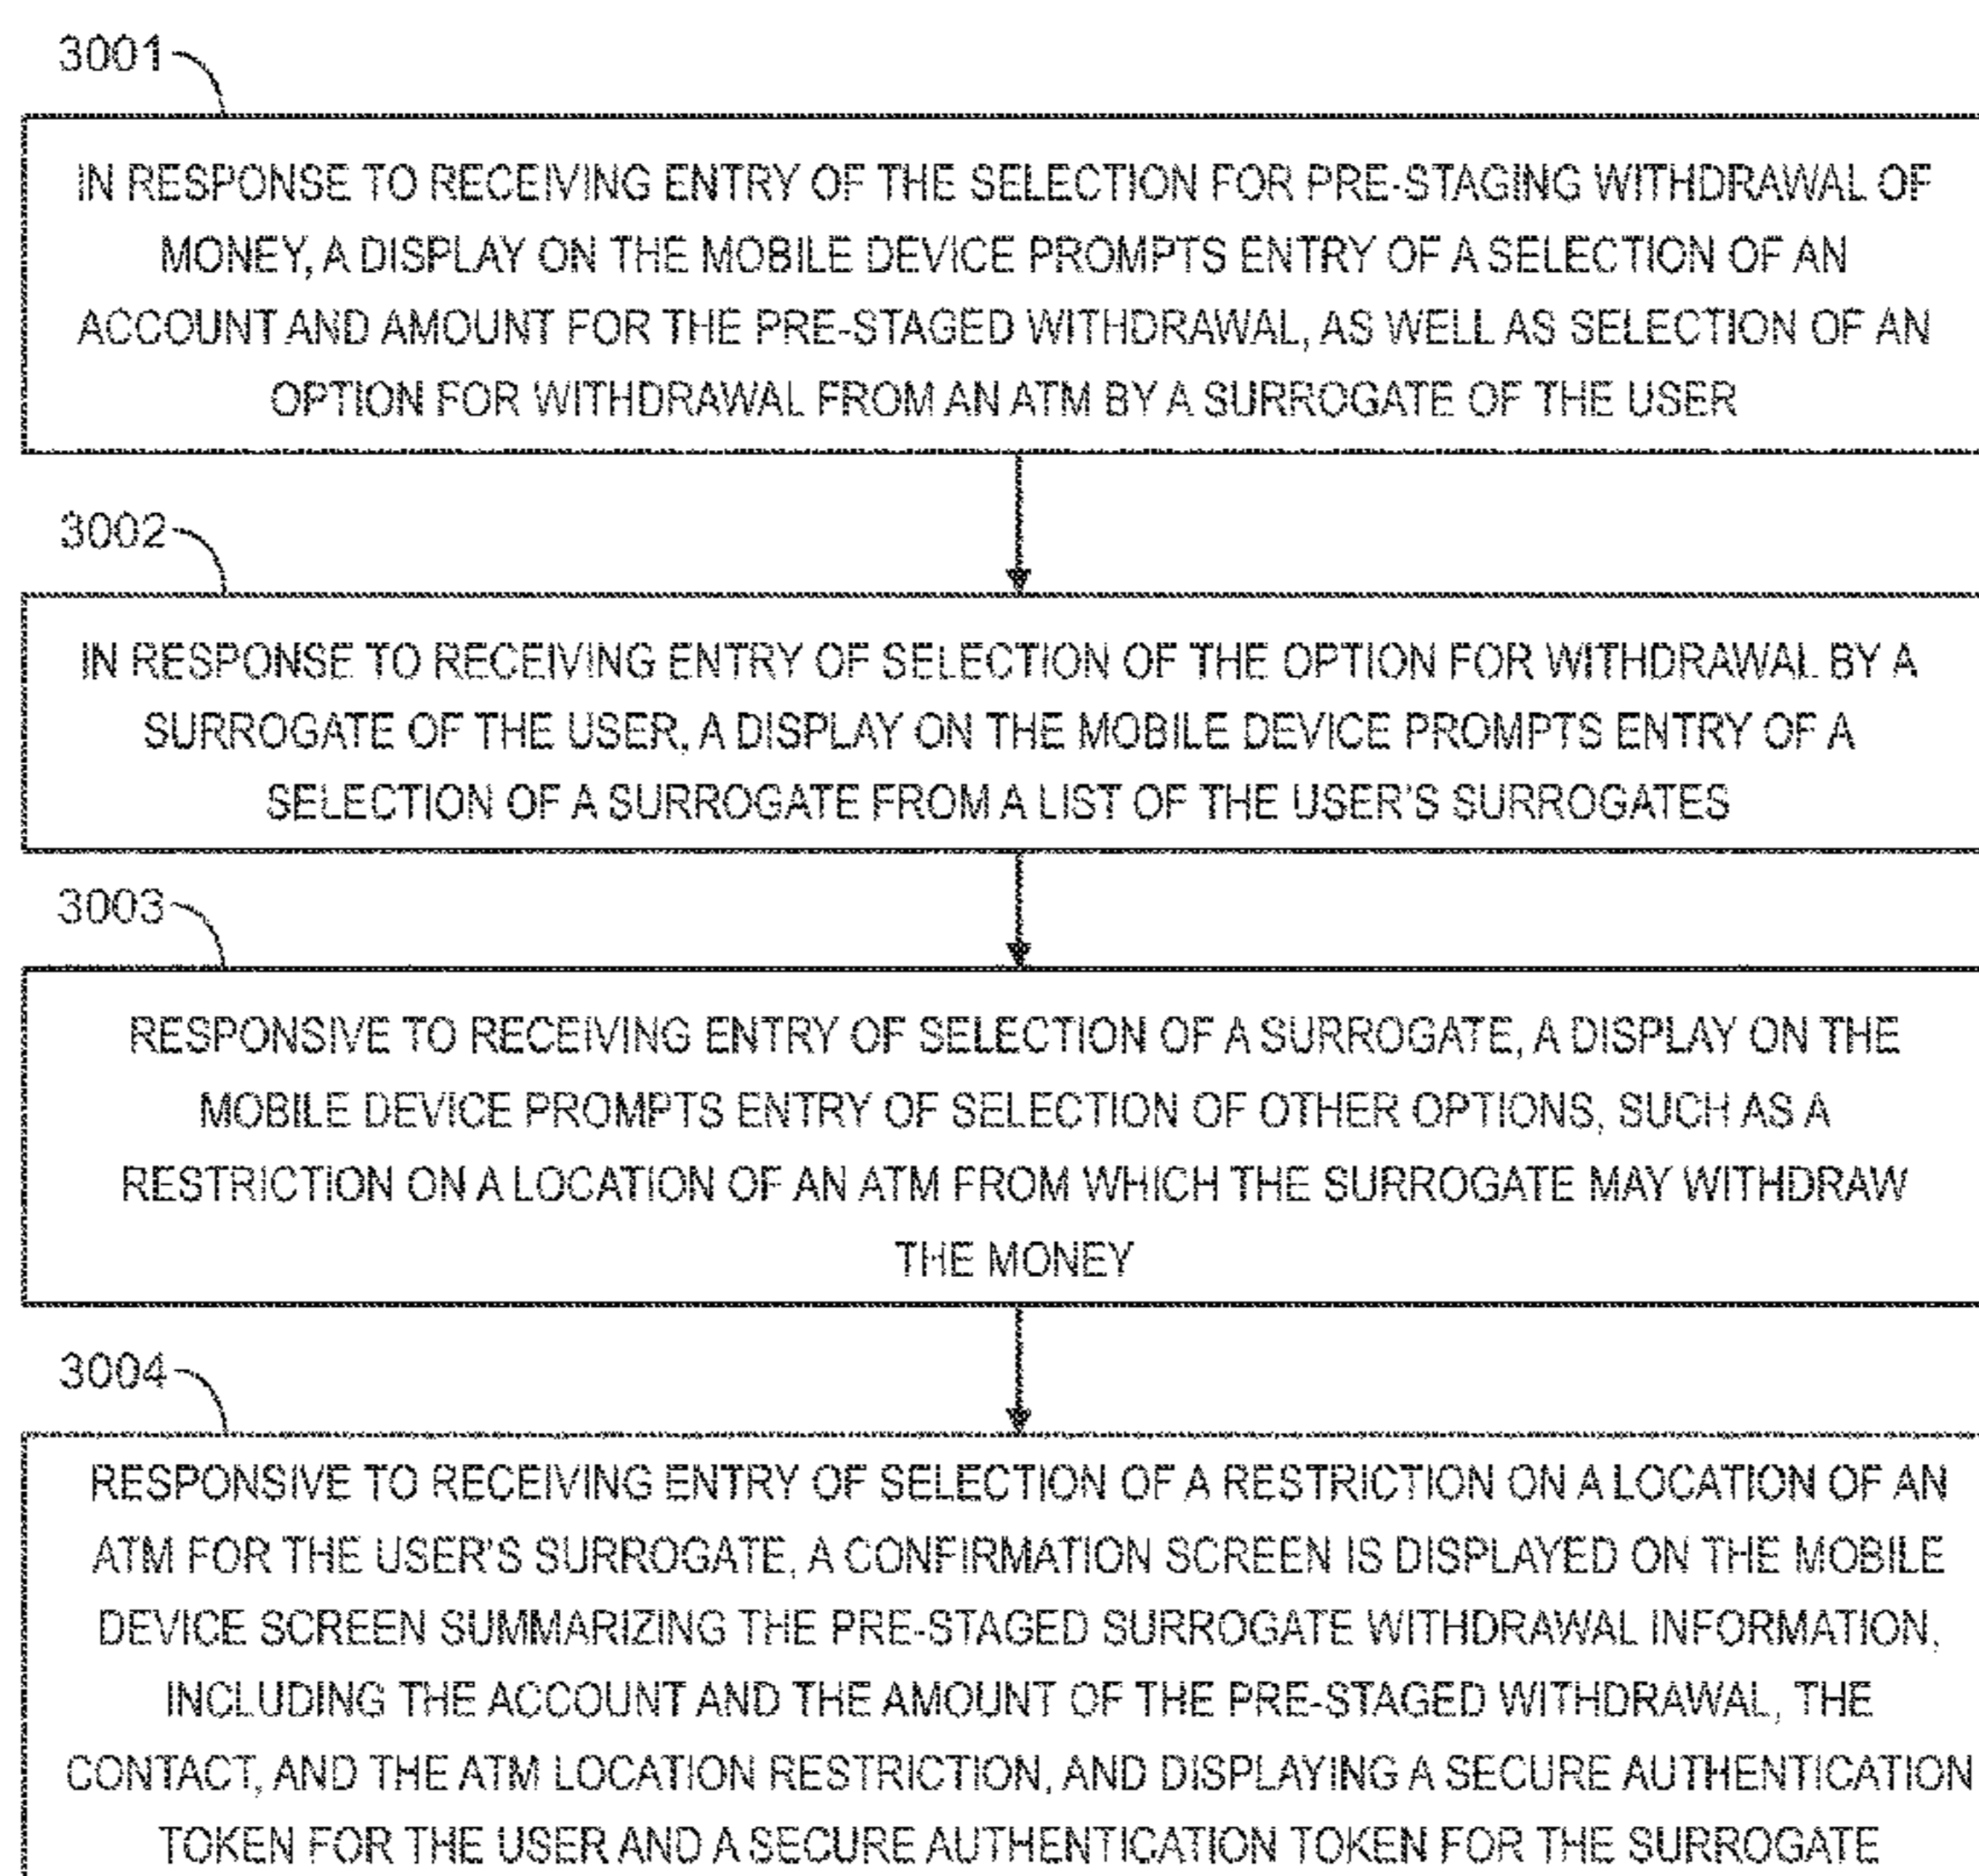 3001
IN RESPONSE TO RECEIVING ENTRY OF THE SELECTION FOR PRE-STAGING WITHDRAWAL OF
MONEY, A DISPLAY ON THE MOBILE DEVICE PROMPTS ENTRY OF A SELECTION OF AN
ACCOUNT AND AMOUNT FOR THE PRE-STAGED WITHDRAWAL, AS WELL AS SELECTION OF AN
OPTION FOR WITHDRAWAL FROM AN ATM BY A SURROGATE OF THE USER
3002
IN RESPONSE TO RECEIVING ENTRY OF SELECTION OF THE OPTION FOR WITHDRAWAL BY A
SURROGATE OF THE USER, A DISPLAY ON THE MOBILE DEVICE PROMPTS ENTRY OF A
SELECTION OF A SURROGATE FROM A LIST OF THE USER'S SURROGATES
3003
RESPONSIVE TO RECEIVING ENTRY OF SELECTION OF A SURROGATE, A DISPLAY ON THE
MOBILE DEVICE PROMPTS ENTRY OF SELECTION OF OTHER OPTIONS, SUCH AS A
RESTRICTION ON A LOCATION OF AN ATM FROM WHICH THE SURROGATE MAY WITHDRAW
THE MONEY
3004
RESPONSIVE TO RECEIVING ENTRY OF SELECTION OF A RESTRICTION ON A LOCATION OF AN
ATM FOR THE USER'S SURROGATE, A CONFIRMATION SCREEN IS DISPLAYED ON THE MOBILE
DEVICE SCREEN SUMMARIZING THE PRE-STAGED SURROGATE WITHDRAWAL INFORMATION,
INCLUDING THE ACCOUNT AND THE AMOUNT OF THE PRE-STAGED WITHDRAWAL, THE
CONTACT, AND THE ATM LOCATION RESTRICTION, AND DISPLAYING A SECURE AUTHENTICATION
TOKEN FOR THE USER AND A SECURE AUTHENTICATION TOKEN FOR THE SURROGATE